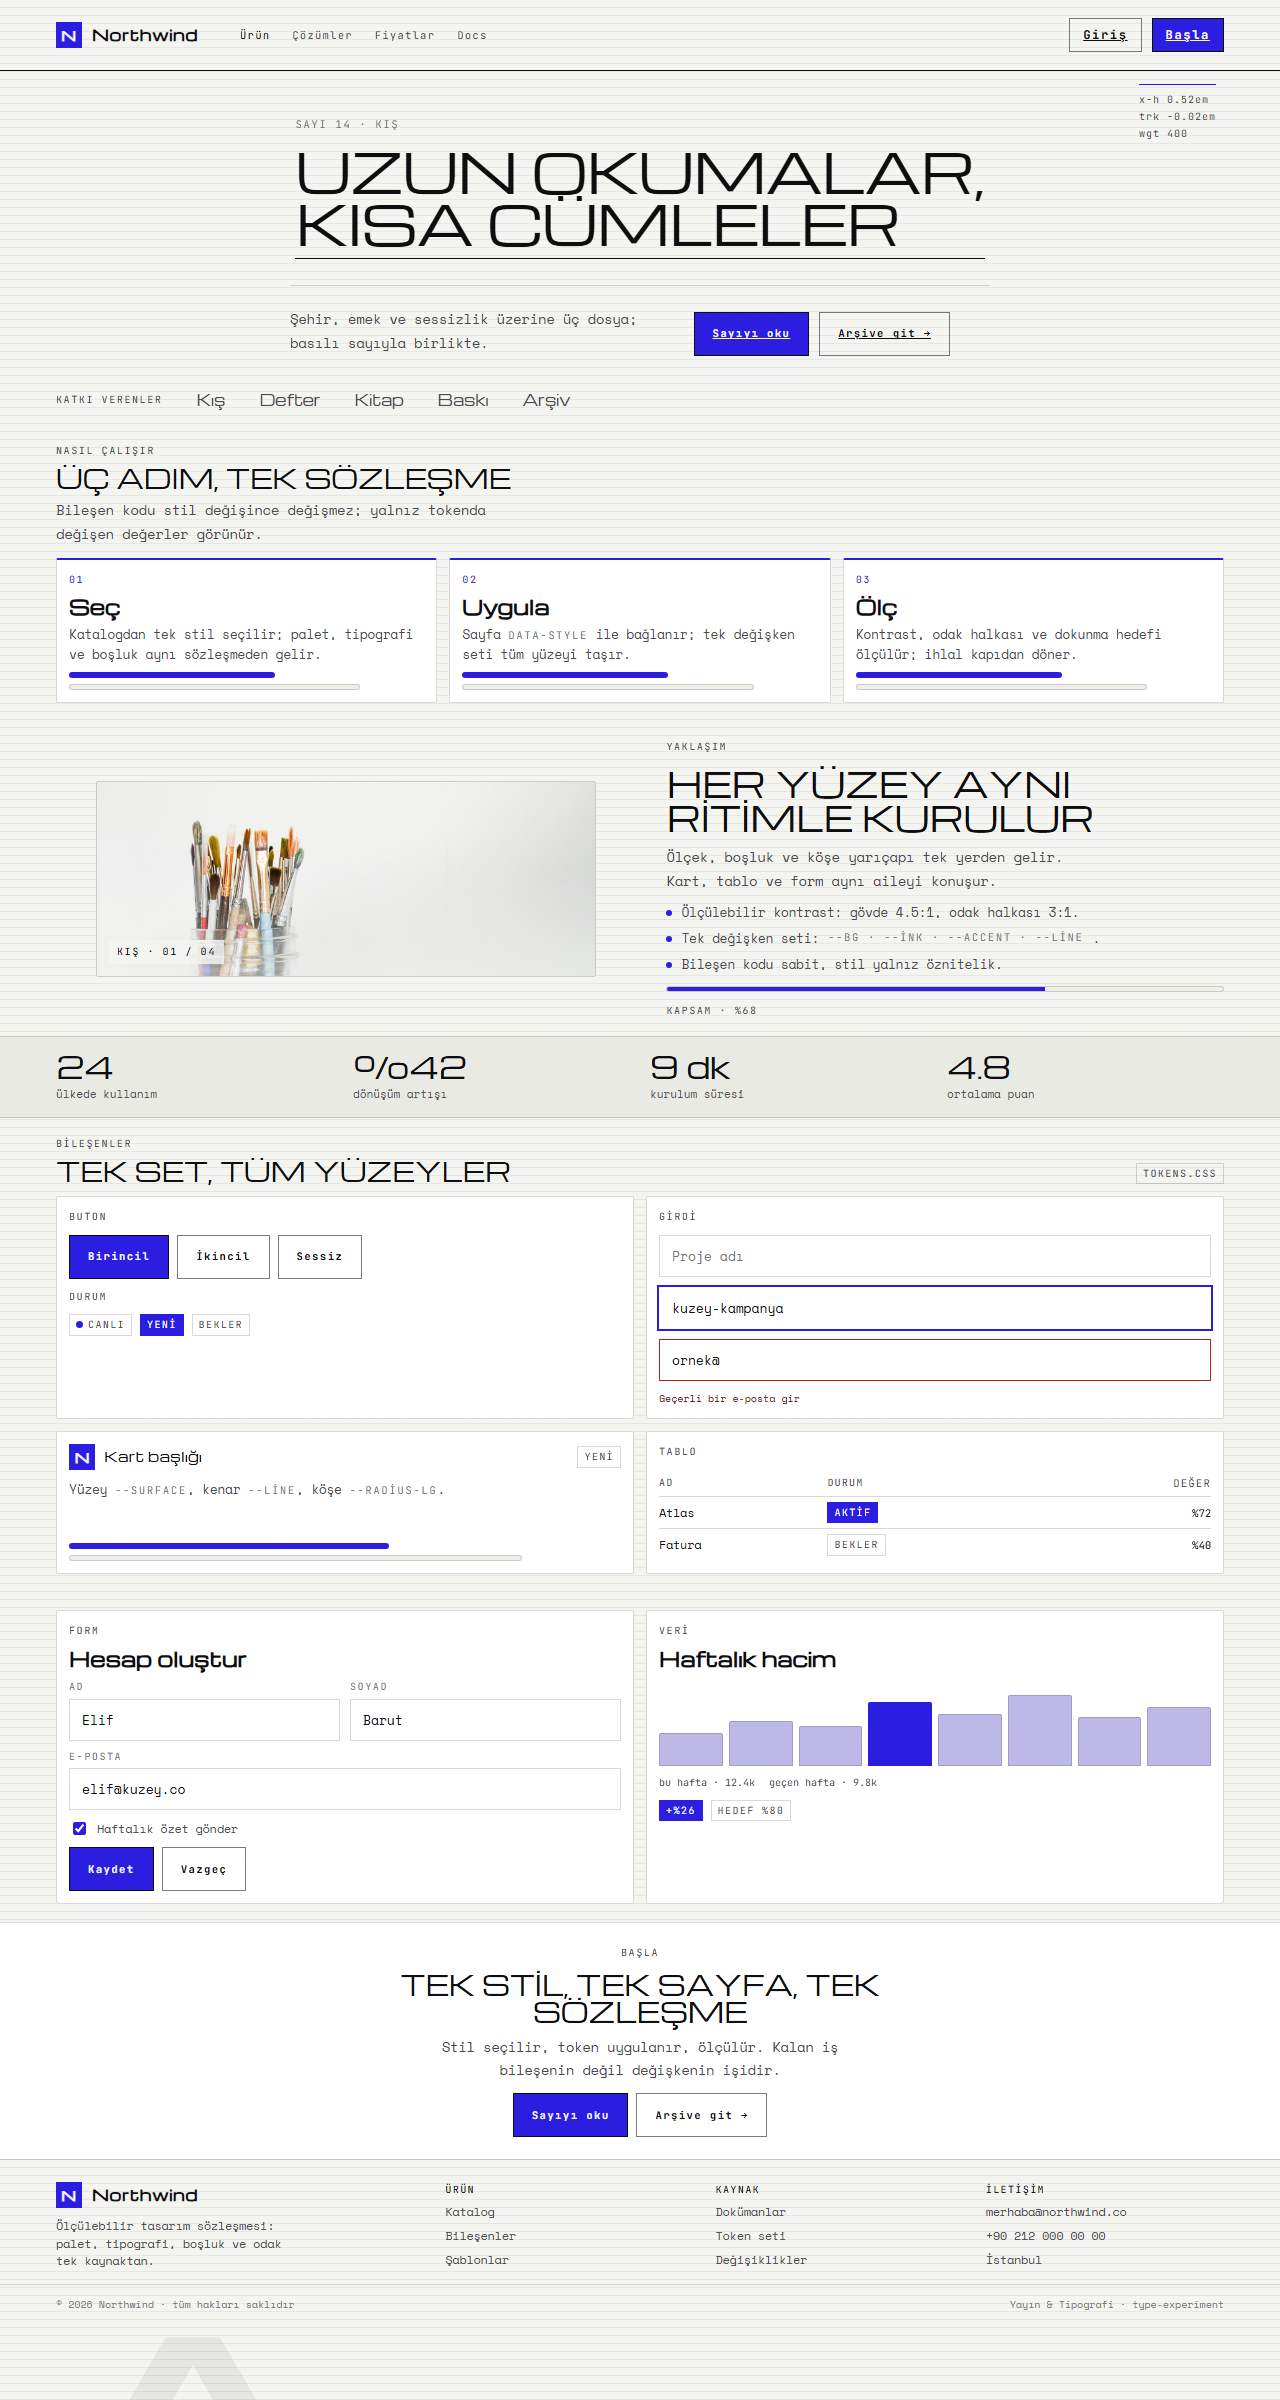 N Northwind
Ürün Çözümler Fiyatlar Docs
Giriş Başla
x-h 0.52em
trk -0.02em
wgt 400
SAYI 14 · KIŞ
UZUN OKUMALAR,
KISA CÜMLELER
Şehir, emek ve sessizlik üzerine üç dosya;
basılı sayıyla birlikte.
Sayıyı oku Arşive git →
KATKI VERENLER Kış Defter Kitap Baskı Arşiv
NASIL ÇALIŞIR
ÜÇ ADIM, TEK SÖZLEŞME
Bileşen kodu stil değişince değişmez; yalnız tokenda
değişen değerler görünür.
01
Seç
Katalogdan tek stil seçilir; palet, tipografi
ve boşluk aynı sözleşmeden gelir.
02
Uygula
Sayfa DATA-STYLE ile bağlanır; tek değişken
seti tüm yüzeyi taşır.
03
Ölç
Kontrast, odak halkası ve dokunma hedefi
ölçülür; ihlal kapıdan döner.
KIŞ · 01 / 04
YAKLAŞIM
HER YÜZEY AYNI
RİTİMLE KURULUR
Ölçek, boşluk ve köşe yarıçapı tek yerden gelir.
Kart, tablo ve form aynı aileyi konuşur.
Ölçülebilir kontrast: gövde 4.5:1, odak halkası 3:1.
Tek değişken seti: --BG · --İNK · --ACCENT · --LİNE .
Bileşen kodu sabit, stil yalnız öznitelik.
KAPSAM · %68
24
ülkede kullanım
%42
dönüşüm artışı
9 dk
kurulum süresi
4.8
ortalama puan
BİLEŞENLER
TEK SET, TÜM YÜZEYLER
TOKENS.CSS
BUTON
Birincil İkincil Sessiz
DURUM
CANLI YENİ BEKLER
GİRDİ
Proje adı
kuzey-kampanya
ornek@
Geçerli bir e-posta gir
N Kart başlığı YENİ
Yüzey --SURFACE, kenar --LİNE, köşe --RADİUS-LG.
TABLO
AD DURUM DEĞER
Atlas AKTİF %72
Fatura BEKLER %40
FORM
Hesap oluştur
AD SOYAD
Elif Barut
E-POSTA
elif@kuzey.co
Haftalık özet gönder
Kaydet Vazgeç
VERİ
Haftalık hacim
bu hafta · 12.4k geçen hafta · 9.8k
+%26 HEDEF %80
BAŞLA
TEK STİL, TEK SAYFA, TEK
SÖZLEŞME
Stil seçilir, token uygulanır, ölçülür. Kalan iş
bileşenin değil değişkenin işidir.
Sayıyı oku Arşive git →
N Northwind
Ölçülebilir tasarım sözleşmesi:
palet, tipografi, boşluk ve odak
tek kaynaktan.
ÜRÜN
Katalog
Bileşenler
Şablonlar
KAYNAK
Dokümanlar
Token seti
Değişiklikler
İLETİŞİM
merhaba@northwind.co
+90 212 000 00 00
İstanbul
© 2026 Northwind · tüm hakları saklıdır
Yayın & Tipografi · type-experiment